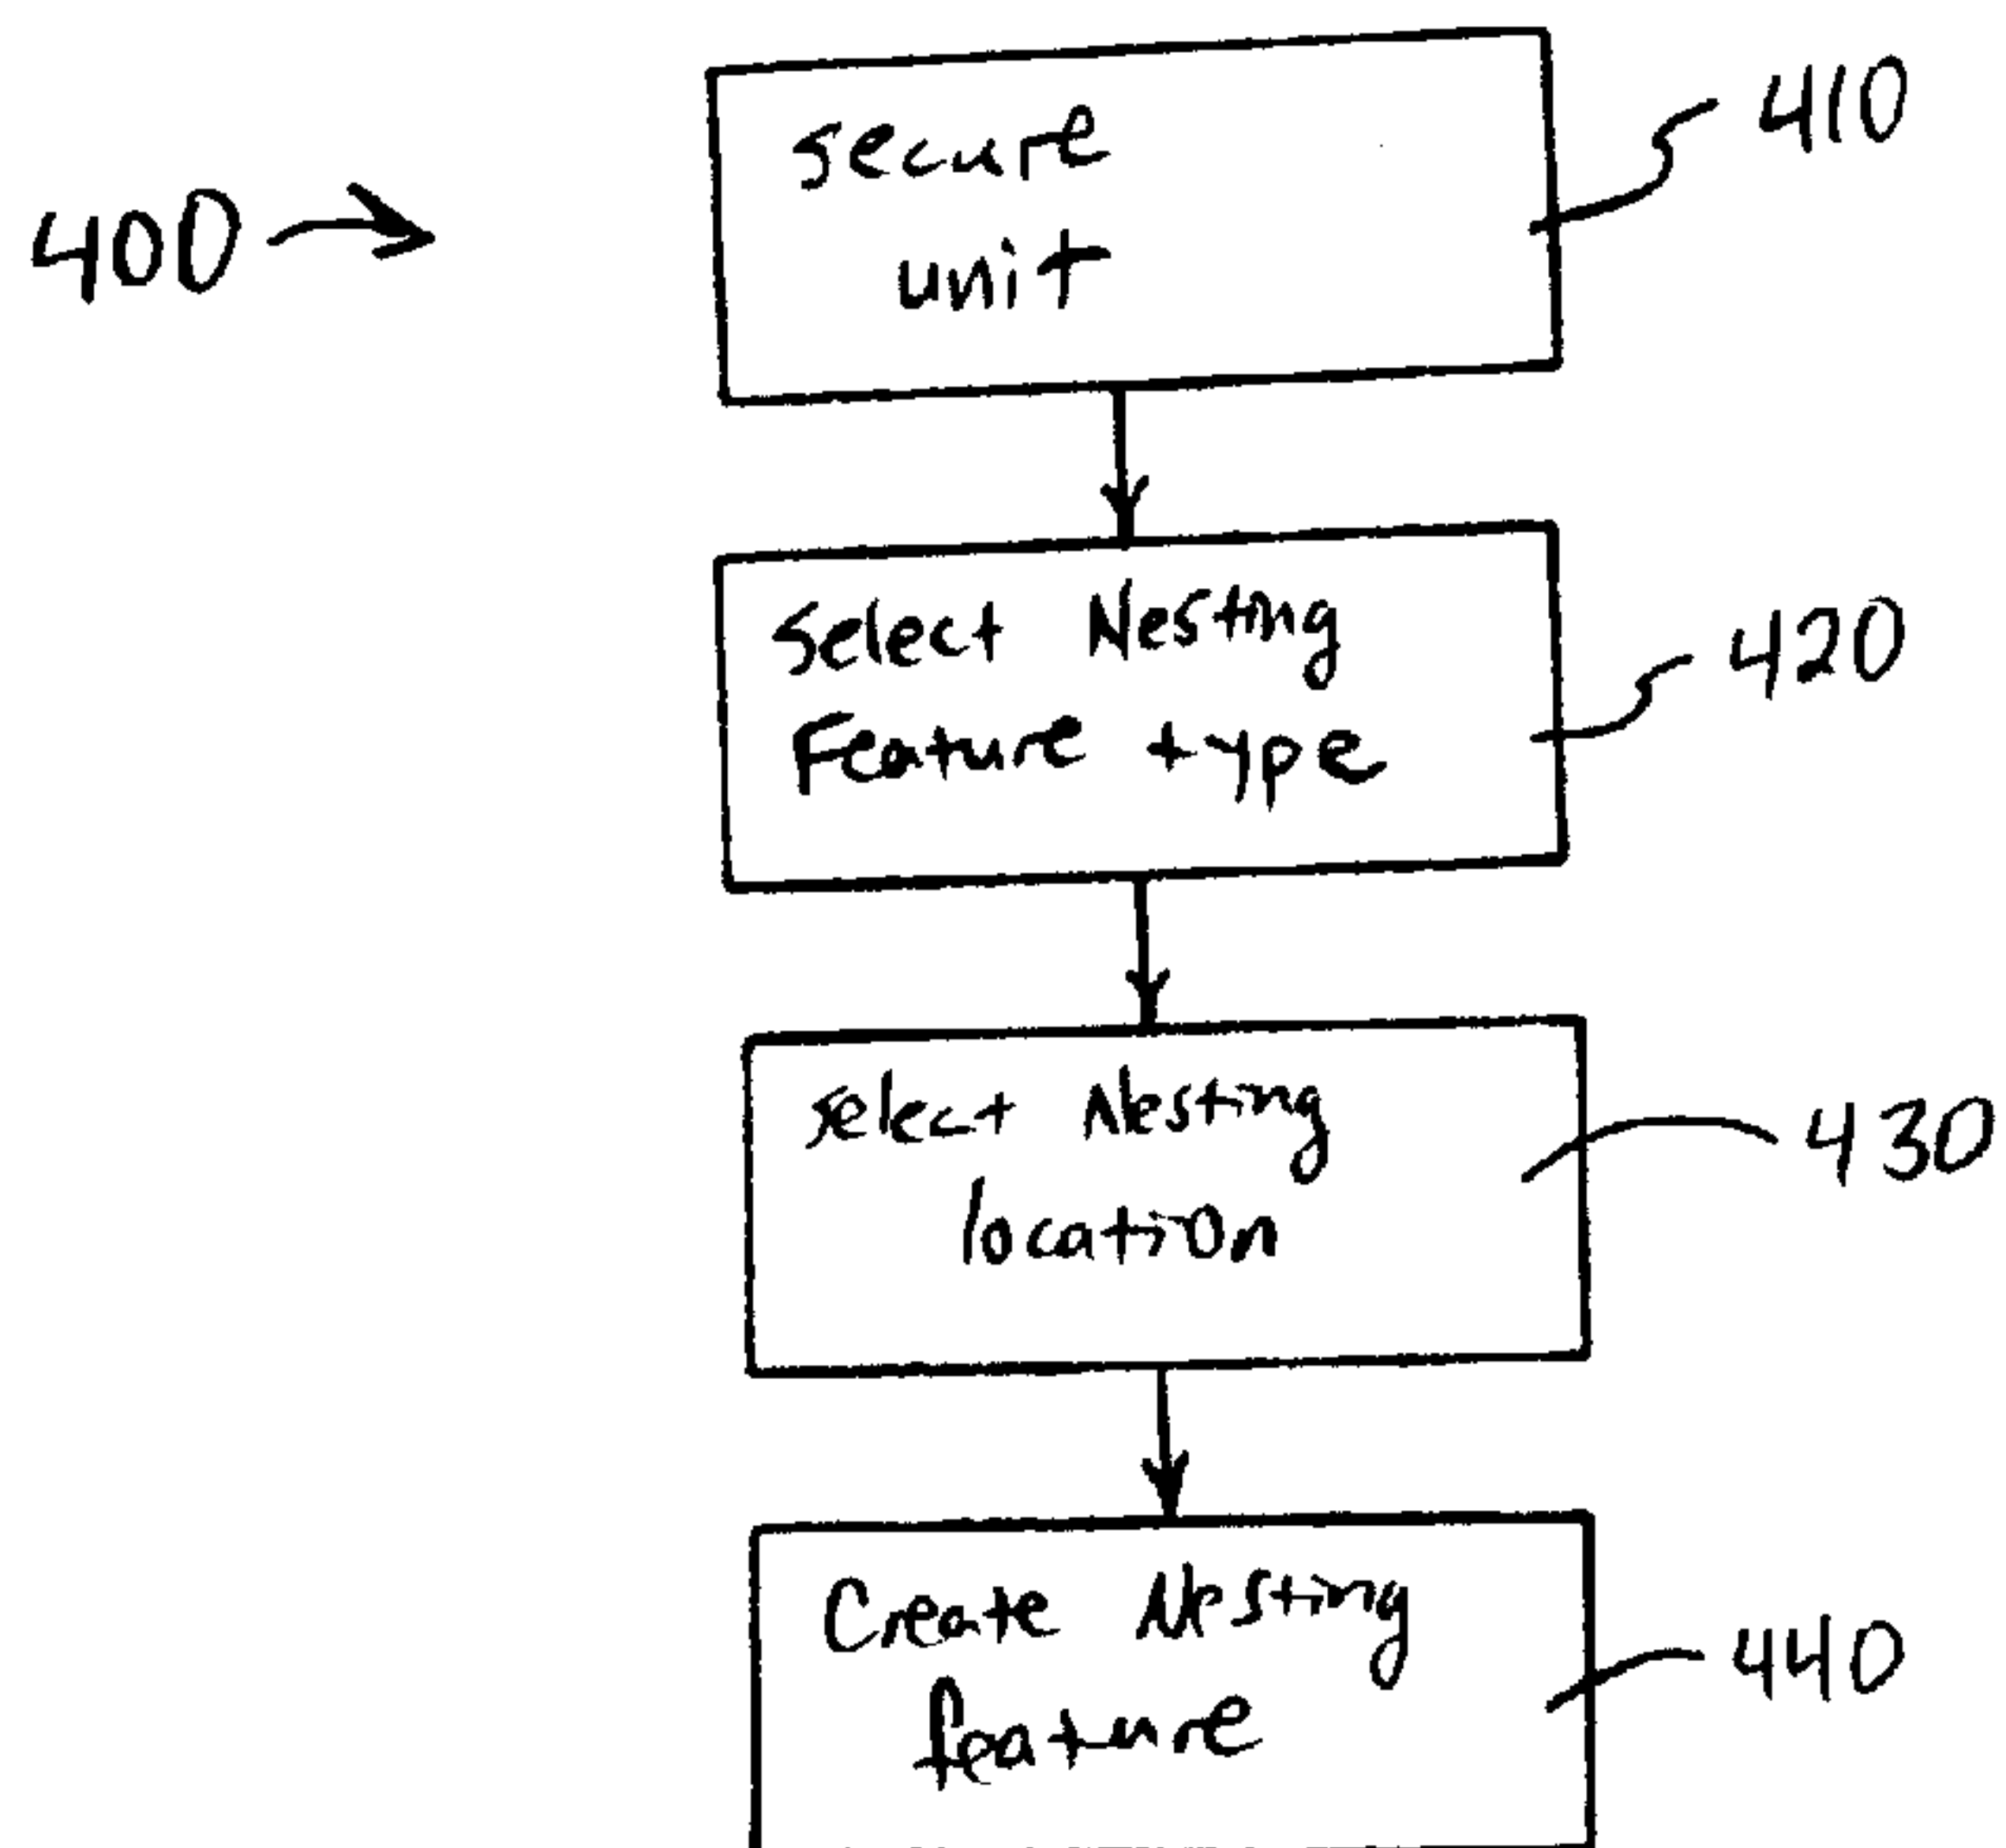 400
secure
unit
410
Select Nesting
Feature type
420
select Nesting
location
430
Create Nesting
feature
440